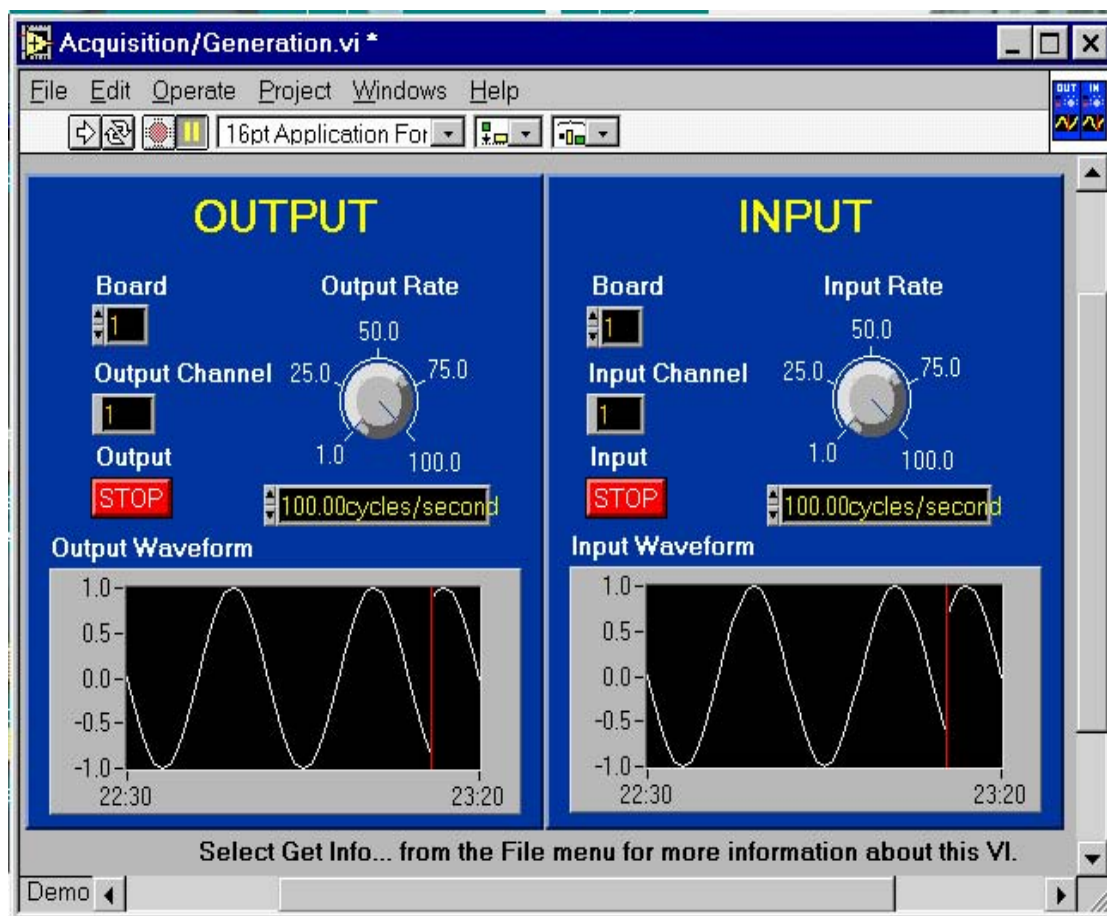 Acquisition/Generation.vi *
File Edit Operate Project Windows Help
OUT IN
16pt Application For
OUTPUT
Board
1
Output Rate
50.0
25.0
75.0
1.0
100.0
Output Channel
1
Output
STOP
100.00cycles/second
Output Waveform
1.0
0.5
0.0
-0.5
-1.0
22:30
23:20
INPUT
Board
1
Input Rate
50.0
25.0
75.0
1.0
100.0
Input Channel
1
Input
STOP
100.00cycles/second
Input Waveform
1.0
0.5
0.0
-0.5
-1.0
22:30
23:20
Select Get Info... from the File menu for more information about this VI.
Demo